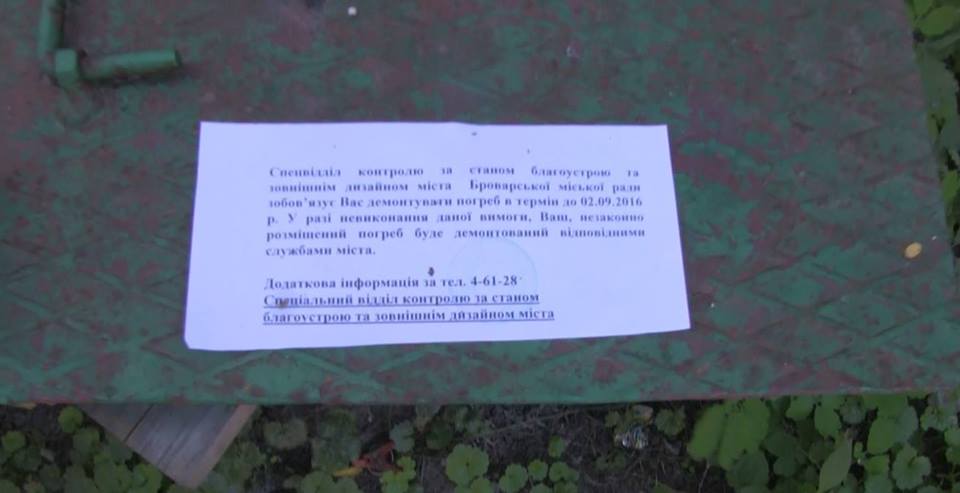 Спецвідділ контролю за станом благоустрою та
зовнішнім дизайном міста Броварської міської ради
зобов’язує Вас демонтувати погреб в термін до 02.09.2016
р. У разі невиконання даної вимоги, Ваш, незаконно
розміщений погреб буде демонтований відповідними
службами міста.
Додаткова інформація за тел. 4-61-28
Спеціальний відділ контролю за станом
благоустрою та зовнішнім дизайном міста